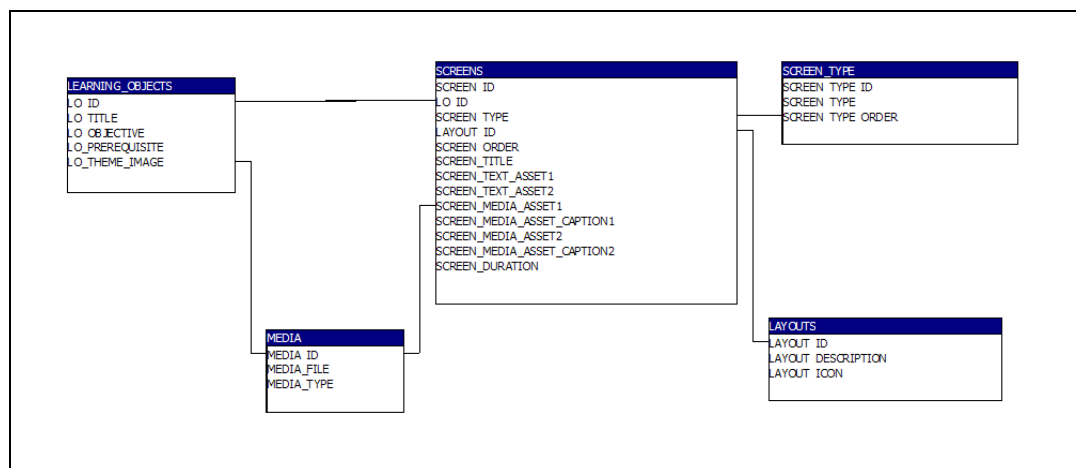 LEARNING_OBJECTS
LO ID
LO TITLE
LO OBJECTIVE
LO_PREREQUISITE
LO_THEME_IMAGE
SCREENS
SCREEN ID
LO ID
SCREEN TYPE
LAYOUT ID
SCREEN ORDER
SCREEN_TITLE
SCREEN_TEXT_ASSET1
SCREEN_TEXT_ASSET2
SCREEN_MEDIA_ASSET1
SCREEN_MEDIA_ASSET_CAPTION1
SCREEN_MEDIA_ASSET2
SCREEN_MEDIA_ASSET_CAPTION2
SCREEN_DURATION
SCREEN_TYPE
SCREEN TYPE ID
SCREEN TYPE
SCREEN TYPE ORDER
MEDIA
MEDIA ID
MEDIA_FILE
MEDIA_TYPE
LAYOUTS
LAYOUT ID
LAYOUT DESCRIPTION
LAYOUT ICON